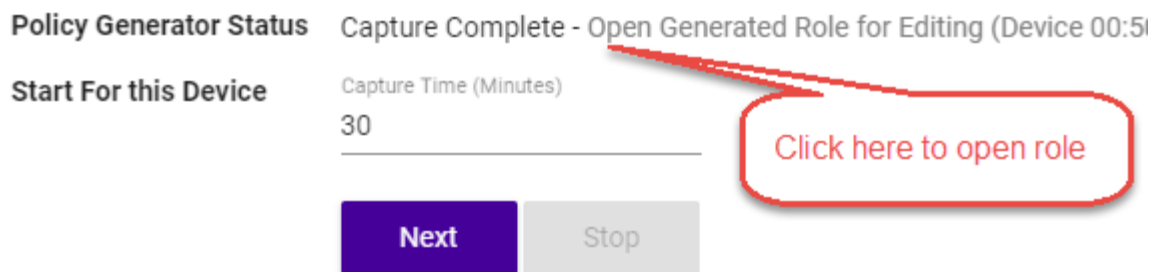 Policy Generator Status Capture Complete - Open Generated Role for Editing (Device 00:50
Start For this Device Capture Time (Minutes)
30
Click here to open role
Next Stop